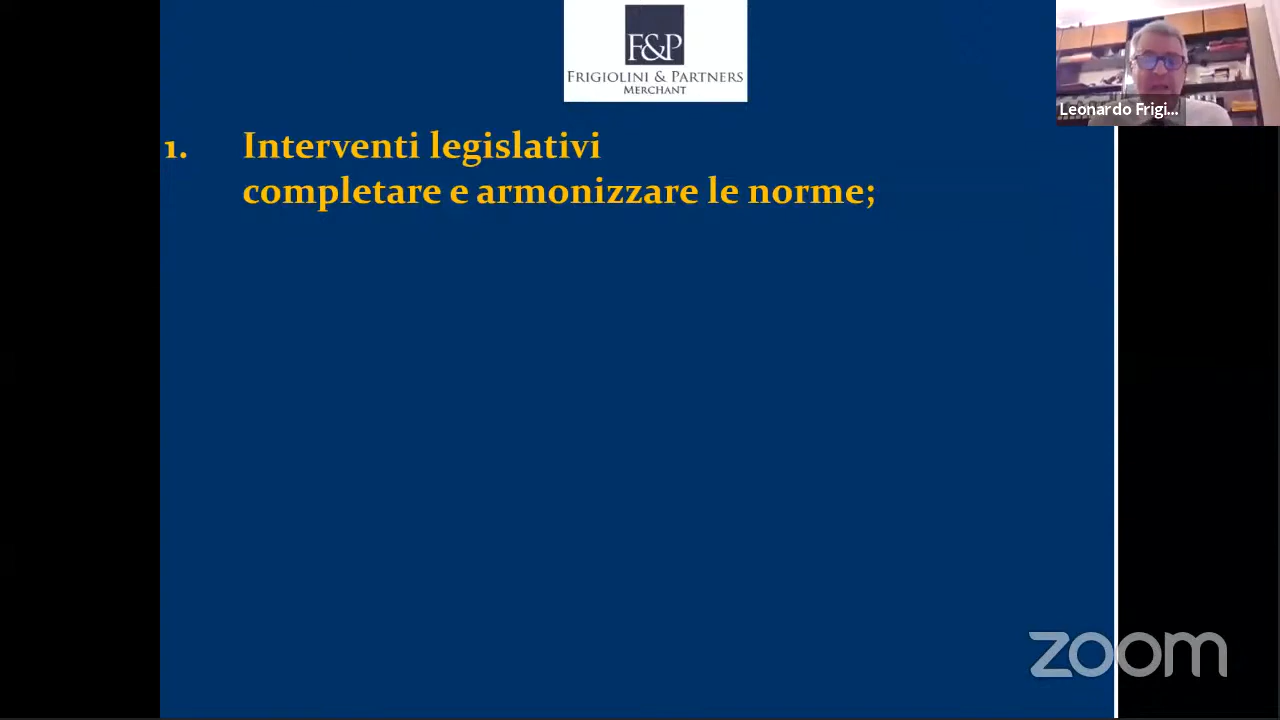 F&P
FRIGIOLINI & PARTNERS
MERCHANT
Leonardo Frigi...
1. Interventi legislativi
completare e armonizzare le norme;
zoom